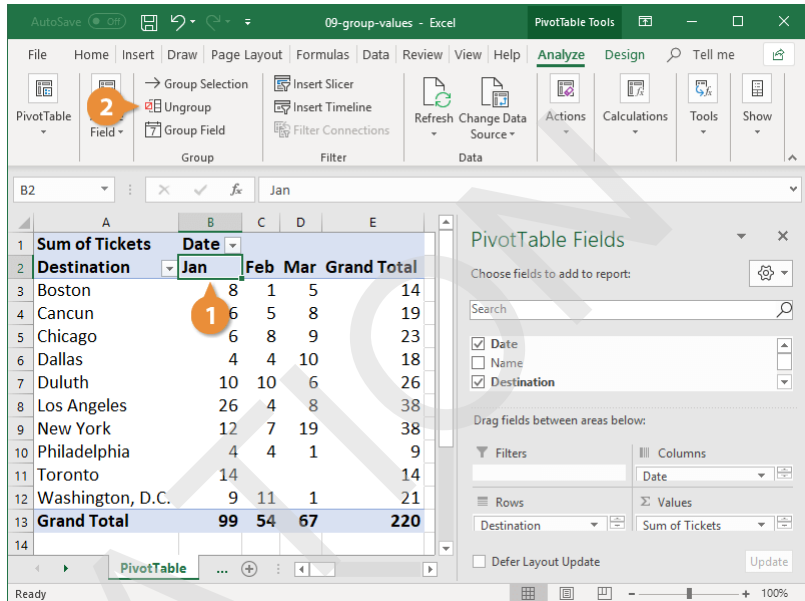 AutoSave Off 09-group-values - Excel PivotTable Tools
File Home Insert Draw Page Layout Formulas Data Review View Help Analyze Design Tell me
PivotTable
Field
2
Group Selection
Ungroup
7 Group Field
Group
Insert Slicer
Insert Timeline
Filter Connections
Filter
Refresh
Change Data
Source
Data
Actions
Calculations
Tools
Show
B2 fx Jan
A B C D E
1 Sum of Tickets Date
2 Destination Jan Feb Mar Grand Total
3 Boston 8 1 5 14
4 Cancun 6 5 8 19
5 Chicago 6 8 9 23
6 Dallas 4 4 10 18
7 Duluth 10 10 6 26
8 Los Angeles 26 4 8 38
9 New York 12 7 19 38
10 Philadelphia 4 4 1 9
11 Toronto 14 14
12 Washington, D.C. 9 11 1 21
13 Grand Total 99 54 67 220
14
1
PivotTable ...
PivotTable Fields
Choose fields to add to report:
Search
Date
Name
Destination
Drag fields between areas below:
Filters
Columns
Date
Rows
Destination
Σ Values
Sum of Tickets
Defer Layout Update Update
Ready 100%